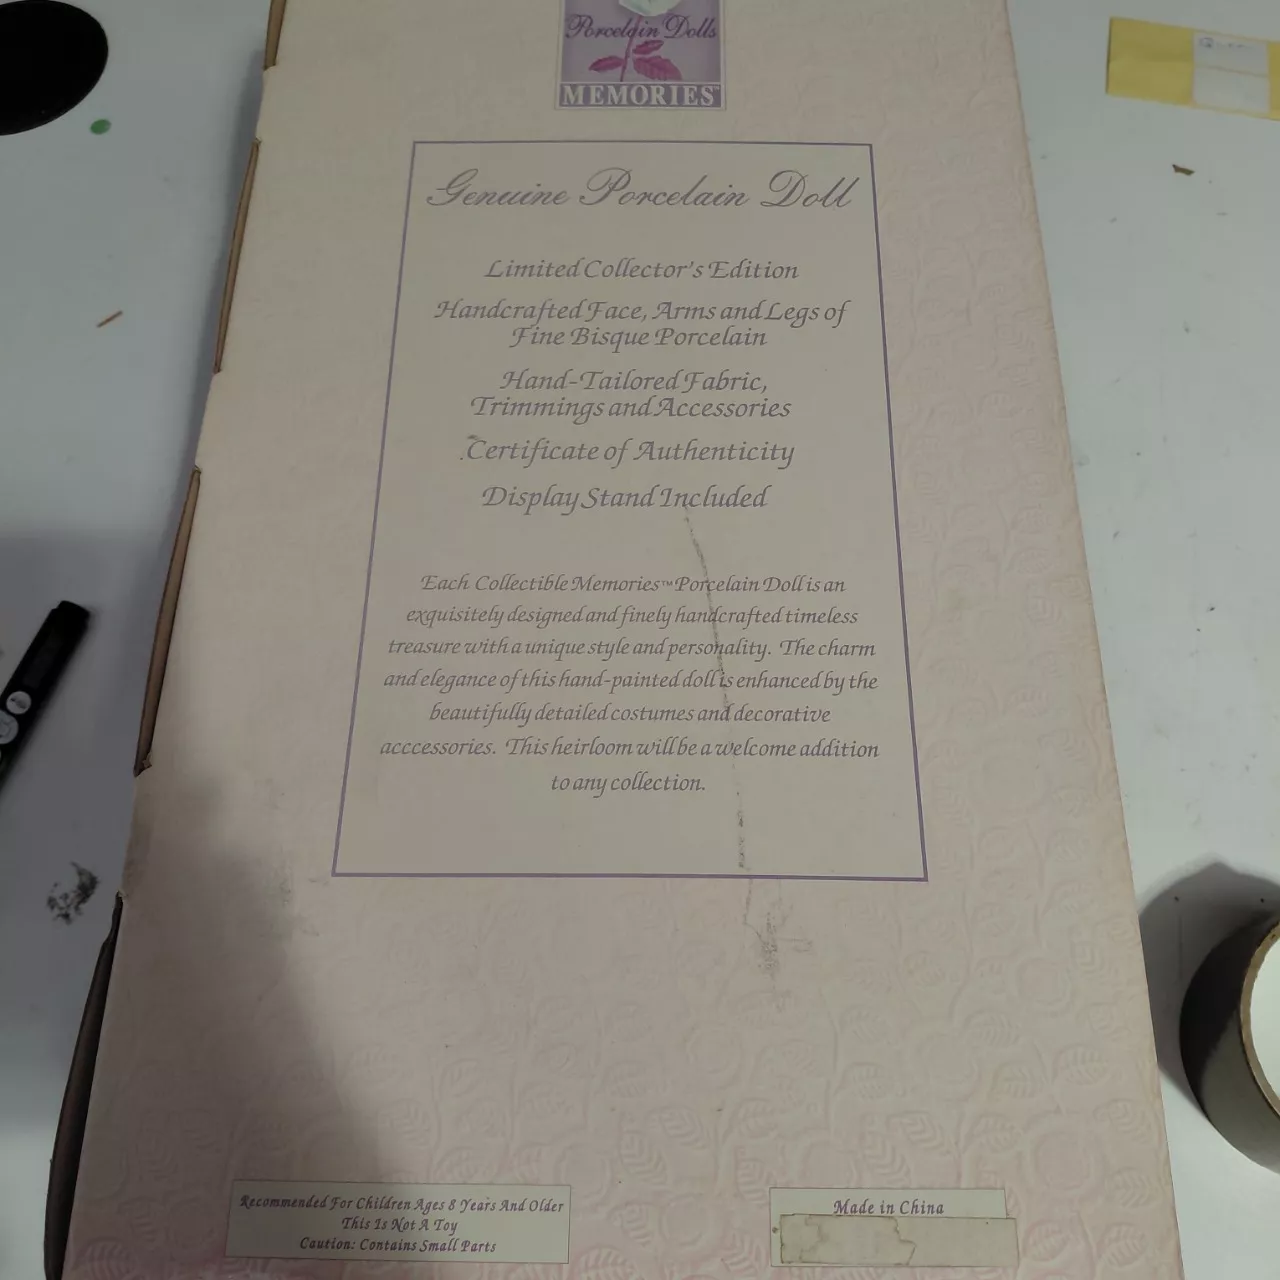 Porcelain Dolls
MEMORIES™
Genuine Porcelain Doll
Limited Collector's Edition
Handcrafted Face, Arms and Legs of
Fine Bisque Porcelain
Hand-Tailored Fabric,
Trimmings and Accessories
Certificate of Authenticity
Display Stand Included
Each Collectible Memories™ Porcelain Doll is an
exquisitely designed and finely handcrafted timeless
treasure with a unique style and personality. The charm
and elegance of this hand-painted doll is enhanced by the
beautifully detailed costumes and decorative
acccessories. This heirloom will be a welcome addition
to any collection.
Recommended For Children Ages 8 Years And Older
This Is Not A Toy
Caution: Contains Small Parts
Made in China